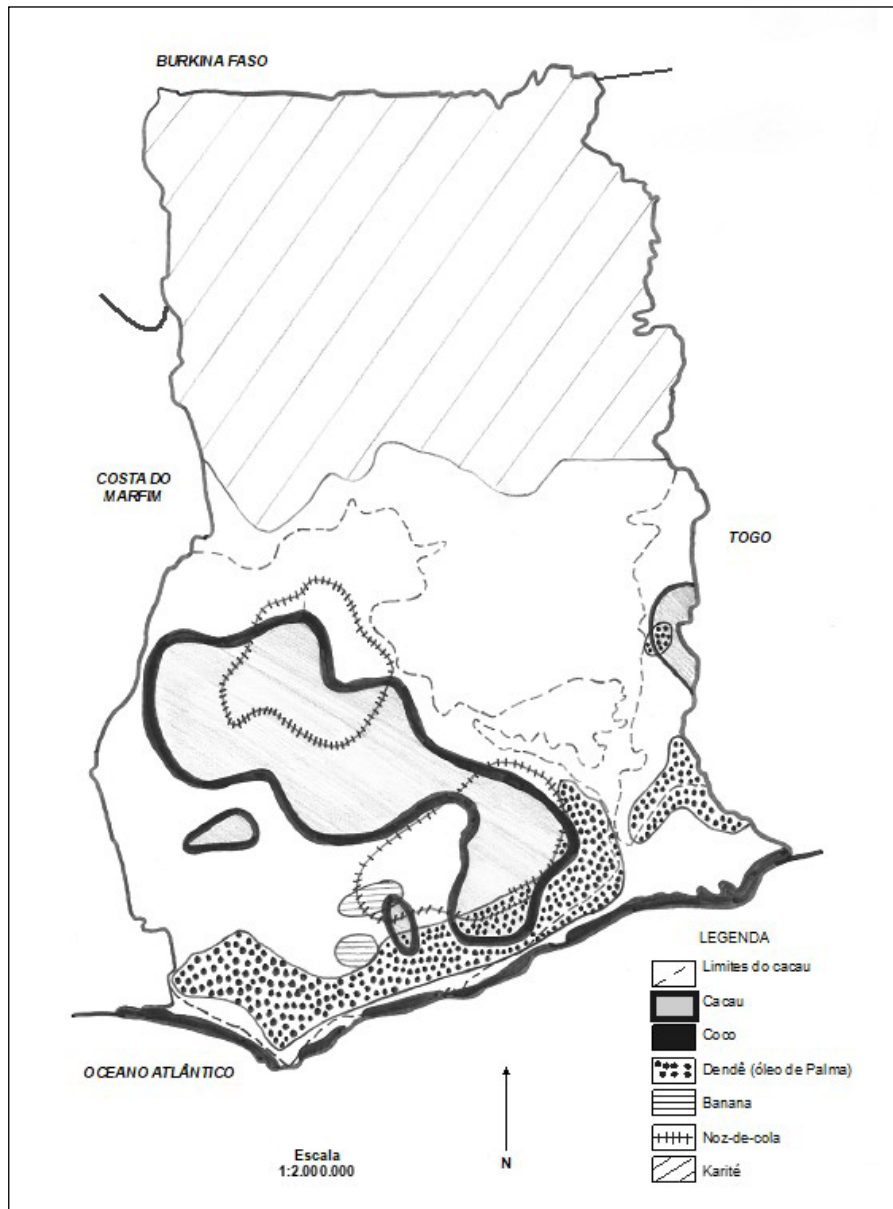 BURKINA FASO
COSTA DO
MARFIM
TOGO
OCEANO ATLÂNTICO
Escala
1:2.000.000
N
LEGENDA
Limites do cacau
Cacau
Coco
Dendê (óleo de Palma)
Banana
Noz-de-cola
Karité